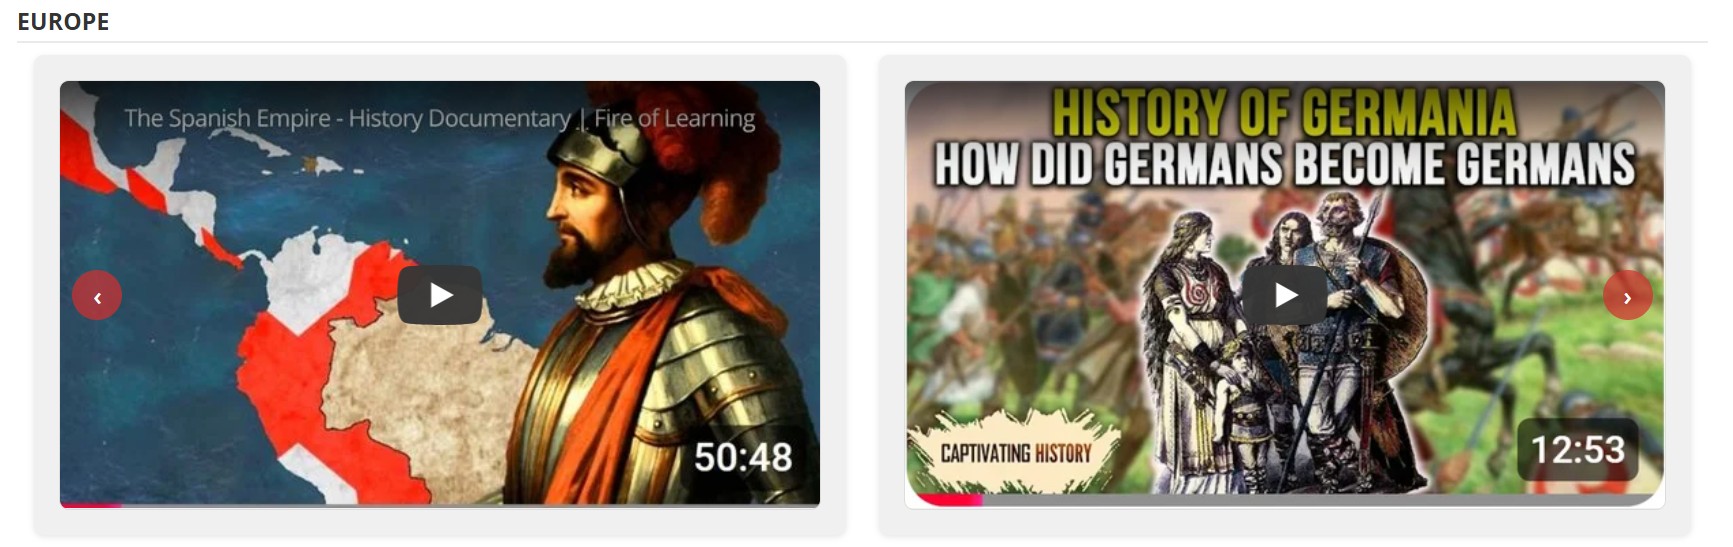 EUROPE
The Spanish Empire - History Documentary | Fire of Learning
50:48
HISTORY OF GERMANIA
HOW DID GERMANS BECOME GERMANS
CAPTIVATING HISTORY
12:53